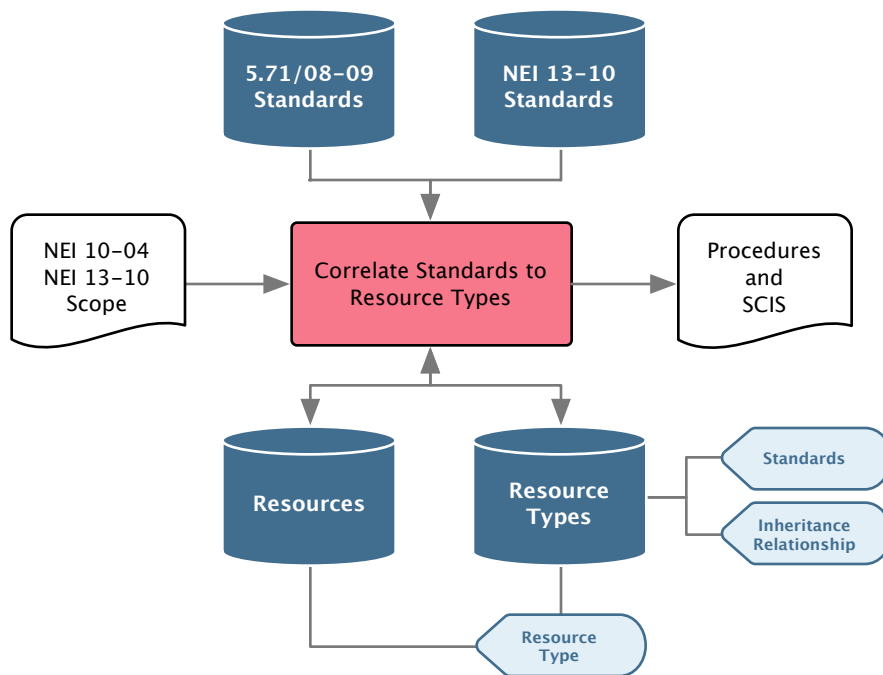 5.71/08-09
Standards
NEI 13-10
Standards
NEI 10-04
NEI 13-10
Scope
Correlate Standards to
Resource Types
Procedures
and
SCIS
Resources
Resource
Types
Standards
Inheritance
Relationship
Resource
Type